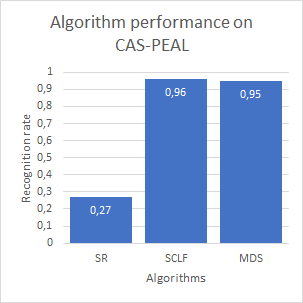 Algorithm performance on
CAS-PEAL
Recognition rate
1
0,9
0,8
0,7
0,6
0,5
0,4
0,3
0,2
0,1
0
0,27
0,96
0,95
SR SCLF MDS
Algorithms